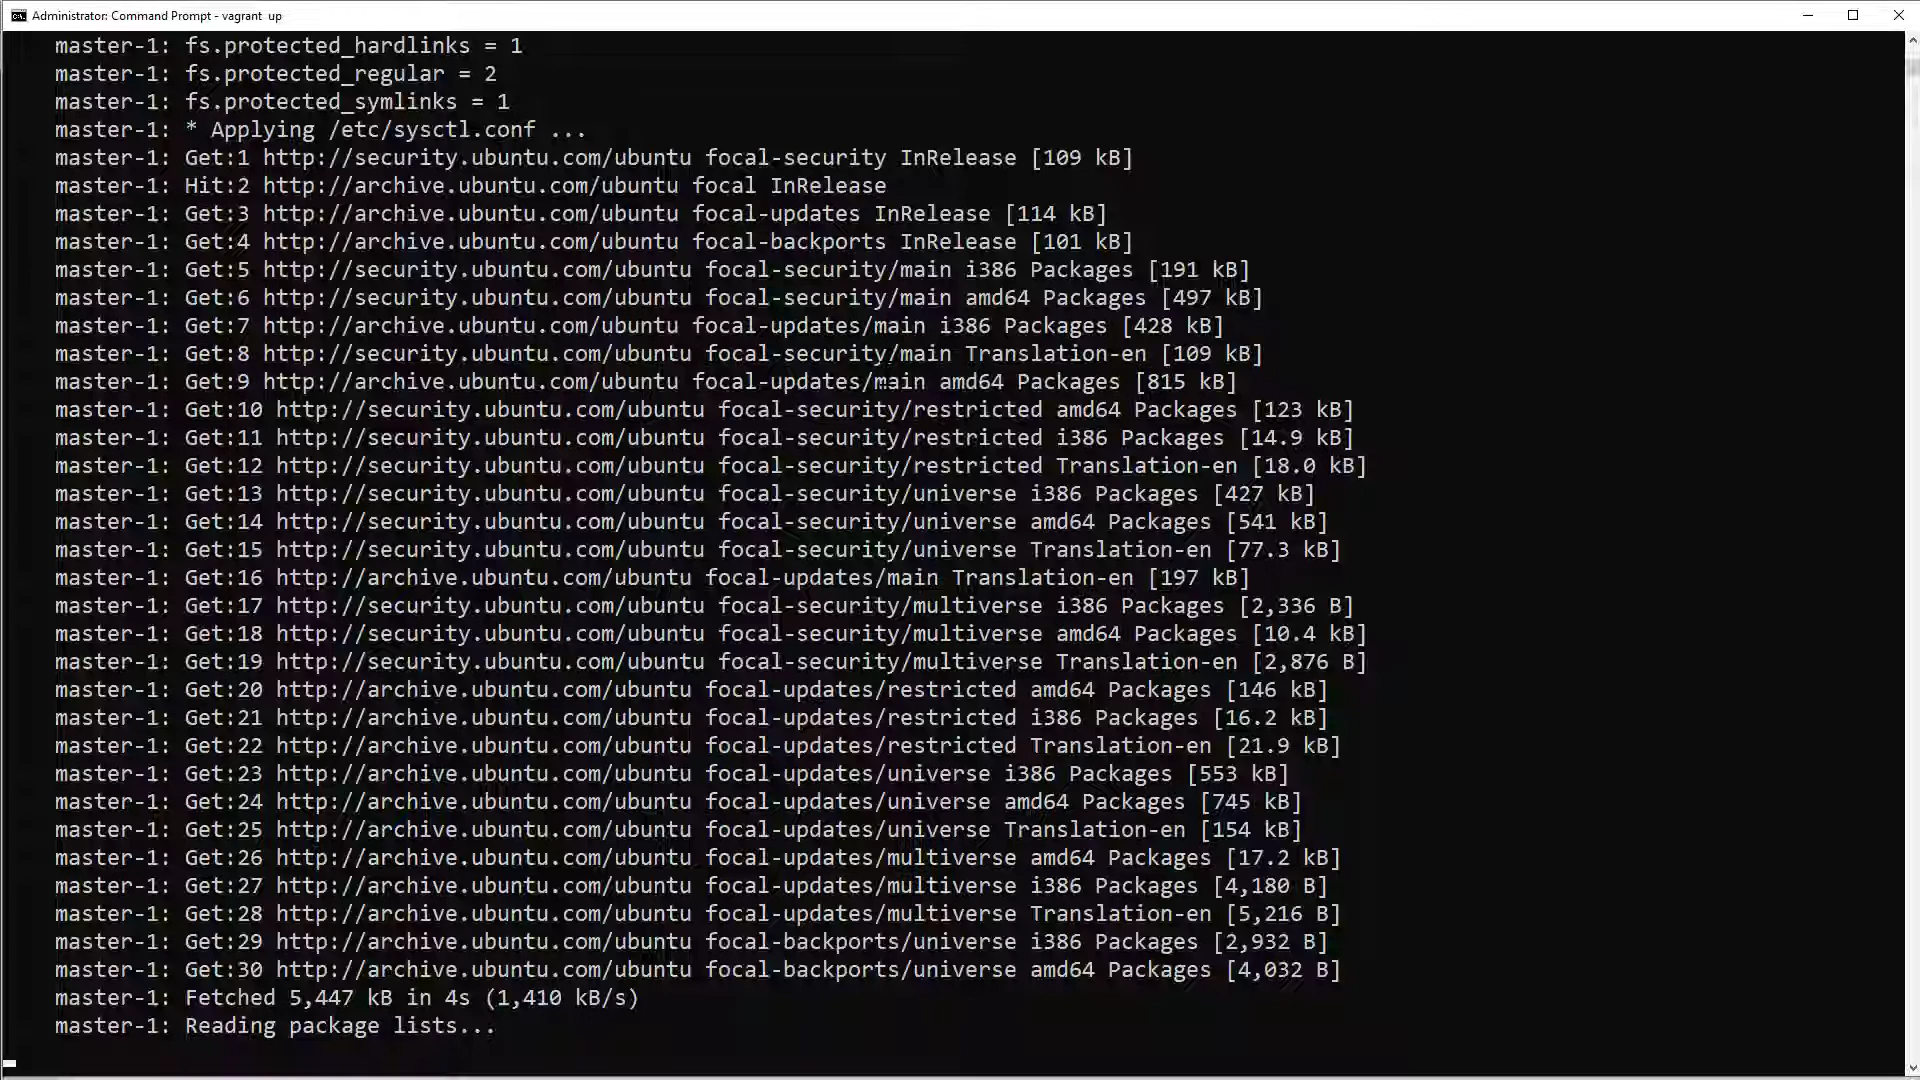 Administrator: Command Prompt - vagrant  up
master-1: fs.protected_hardlinks = 1
master-1: fs.protected_regular = 2
master-1: fs.protected_symlinks = 1
master-1: * Applying /etc/sysctl.conf ...
master-1: Get:1 http://security.ubuntu.com/ubuntu focal-security InRelease [109 kB]
master-1: Hit:2 http://archive.ubuntu.com/ubuntu focal InRelease
master-1: Get:3 http://archive.ubuntu.com/ubuntu focal-updates InRelease [114 kB]
master-1: Get:4 http://archive.ubuntu.com/ubuntu focal-backports InRelease [101 kB]
master-1: Get:5 http://security.ubuntu.com/ubuntu focal-security/main i386 Packages [191 kB]
master-1: Get:6 http://security.ubuntu.com/ubuntu focal-security/main amd64 Packages [497 kB]
master-1: Get:7 http://archive.ubuntu.com/ubuntu focal-updates/main i386 Packages [428 kB]
master-1: Get:8 http://security.ubuntu.com/ubuntu focal-security/main Translation-en [109 kB]
master-1: Get:9 http://archive.ubuntu.com/ubuntu focal-updates/main amd64 Packages [815 kB]
master-1: Get:10 http://security.ubuntu.com/ubuntu focal-security/restricted amd64 Packages [123 kB]
master-1: Get:11 http://security.ubuntu.com/ubuntu focal-security/restricted i386 Packages [14.9 kB]
master-1: Get:12 http://security.ubuntu.com/ubuntu focal-security/restricted Translation-en [18.0 kB]
master-1: Get:13 http://security.ubuntu.com/ubuntu focal-security/universe i386 Packages [427 kB]
master-1: Get:14 http://security.ubuntu.com/ubuntu focal-security/universe amd64 Packages [541 kB]
master-1: Get:15 http://security.ubuntu.com/ubuntu focal-security/universe Translation-en [77.3 kB]
master-1: Get:16 http://archive.ubuntu.com/ubuntu focal-updates/main Translation-en [197 kB]
master-1: Get:17 http://security.ubuntu.com/ubuntu focal-security/multiverse i386 Packages [2,336 B]
master-1: Get:18 http://security.ubuntu.com/ubuntu focal-security/multiverse amd64 Packages [10.4 kB]
master-1: Get:19 http://security.ubuntu.com/ubuntu focal-security/multiverse Translation-en [2,876 B]
master-1: Get:20 http://archive.ubuntu.com/ubuntu focal-updates/restricted amd64 Packages [146 kB]
master-1: Get:21 http://archive.ubuntu.com/ubuntu focal-updates/restricted i386 Packages [16.2 kB]
master-1: Get:22 http://archive.ubuntu.com/ubuntu focal-updates/restricted Translation-en [21.9 kB]
master-1: Get:23 http://archive.ubuntu.com/ubuntu focal-updates/universe i386 Packages [553 kB]
master-1: Get:24 http://archive.ubuntu.com/ubuntu focal-updates/universe amd64 Packages [745 kB]
master-1: Get:25 http://archive.ubuntu.com/ubuntu focal-updates/universe Translation-en [154 kB]
master-1: Get:26 http://archive.ubuntu.com/ubuntu focal-updates/multiverse amd64 Packages [17.2 kB]
master-1: Get:27 http://archive.ubuntu.com/ubuntu focal-updates/multiverse i386 Packages [4,180 B]
master-1: Get:28 http://archive.ubuntu.com/ubuntu focal-updates/multiverse Translation-en [5,216 B]
master-1: Get:29 http://archive.ubuntu.com/ubuntu focal-backports/universe i386 Packages [2,932 B]
master-1: Get:30 http://archive.ubuntu.com/ubuntu focal-backports/universe amd64 Packages [4,032 B]
master-1: Fetched 5,447 kB in 4s (1,410 kB/s)
master-1: Reading package lists...